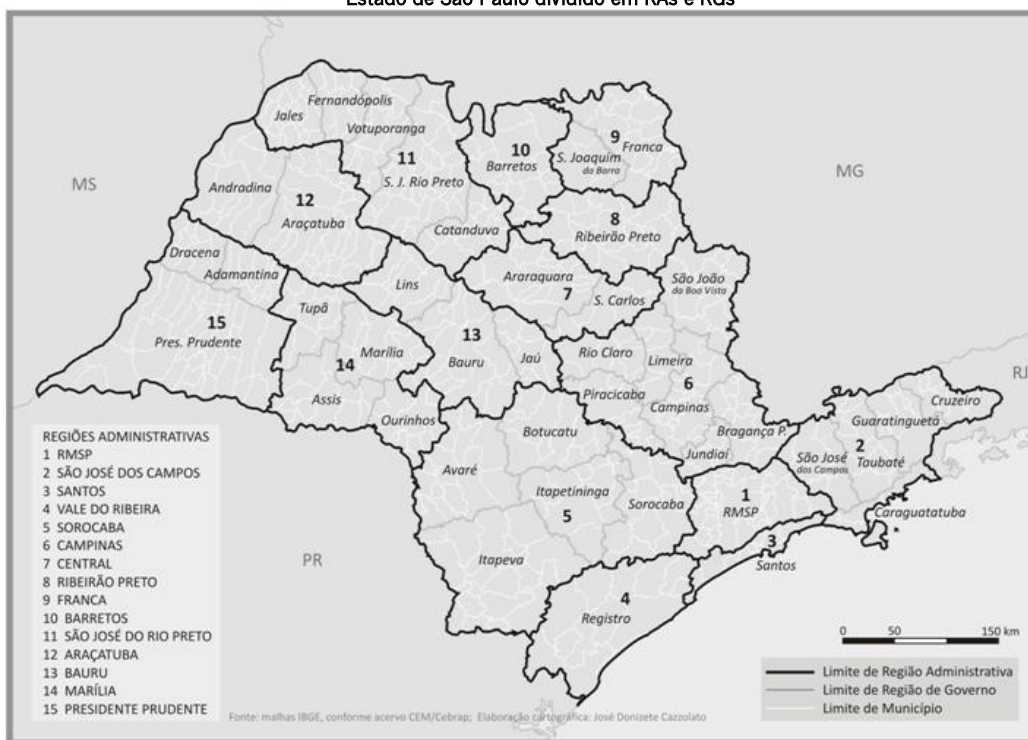 Estado de São Paulo dividido em RAs e RGs
MS
MG
RJ
PR
Jales
Fernandópolis
Votuporanga
11
S. J. Rio Preto
Catanduva
10
Barretos
9
Franca
S. Joaquim
da Barra
8
Ribeirão Preto
Andradina
12
Araçatuba
Dracena
Adamantina
15
Pres. Prudente
Tupã
Marília
14
Assis
Ourinhos
Lins
13
Bauru
Jaú
Araraquara
7
S. Carlos
São João
da Boa Vista
Rio Claro
Limeira
6
Piracicaba
Campinas
Bragança P.
Jundiaí
Botucatu
Avaré
Itapetininga
5
Sorocaba
Itapeva
1
RMSP
3
Santos
4
Registro
Cruzeiro
Guaratinguetá
2
São José
dos Campos
Taubaté
Caraguatatuba
REGIÕES ADMINISTRATIVAS
1 RMSP
2 SÃO JOSÉ DOS CAMPOS
3 SANTOS
4 VALE DO RIBEIRA
5 SOROCABA
6 CAMPINAS
7 CENTRAL
8 RIBEIRÃO PRETO
9 FRANCA
10 BARRETOS
11 SÃO JOSÉ DO RIO PRETO
12 ARAÇATUBA
13 BAURU
14 MARÍLIA
15 PRESIDENTE PRUDENTE
0 50 150 km
Limite de Região Administrativa
Limite de Região de Governo
Limite de Município
Fonte: malhas IBGE, conforme acervo CEM/Cebrap; Elaboração cartográfica: José Donizete Cazzolato